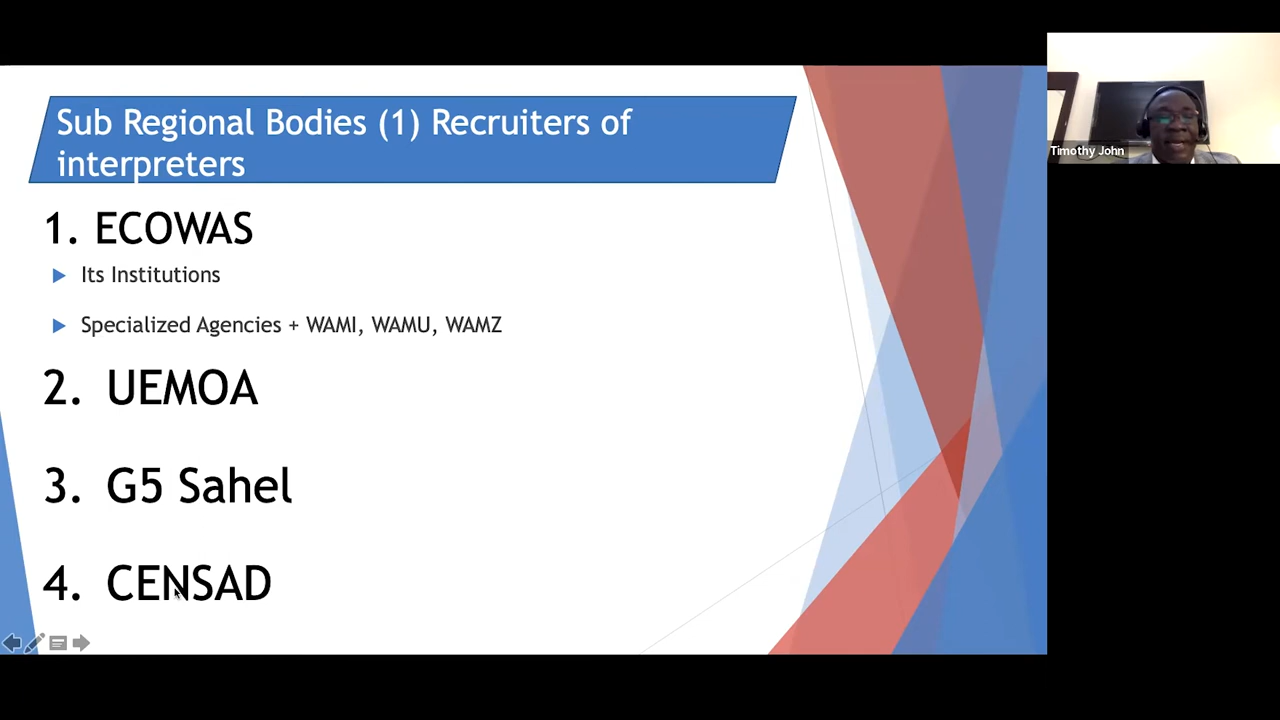 Sub Regional Bodies (1) Recruiters of
interpreters
1. ECOWAS
Its Institutions
Specialized Agencies + WAMI, WAMU, WAMZ
2. UEMOA
3. G5 Sahel
4. CENSAD
Timothy John